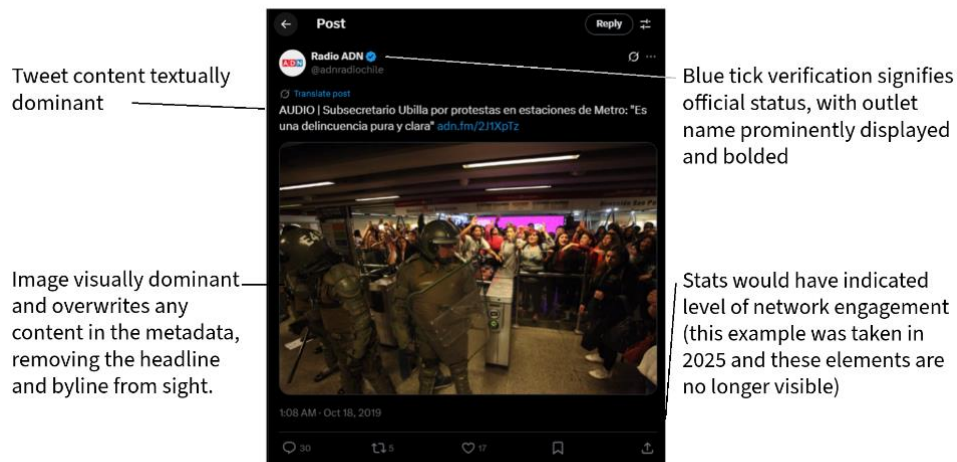 Tweet content textually
dominant
Image visually dominant
and overwrites any
content in the metadata,
removing the headline
and byline from sight.
Post
Reply
ADN
Radio ADN
@adnradiochile
Translate post
AUDIO | Subsecretario Ubilla por protestas en estaciones de Metro: "Es
una delincuencia pura y clara" adn.fm/2J1XpTz
1:08 AM · Oct 18, 2019
30 5 17
Blue tick verification signifies
official status, with outlet
name prominently displayed
and bolded
Stats would have indicated
level of network engagement
(this example was taken in
2025 and these elements are
no longer visible)